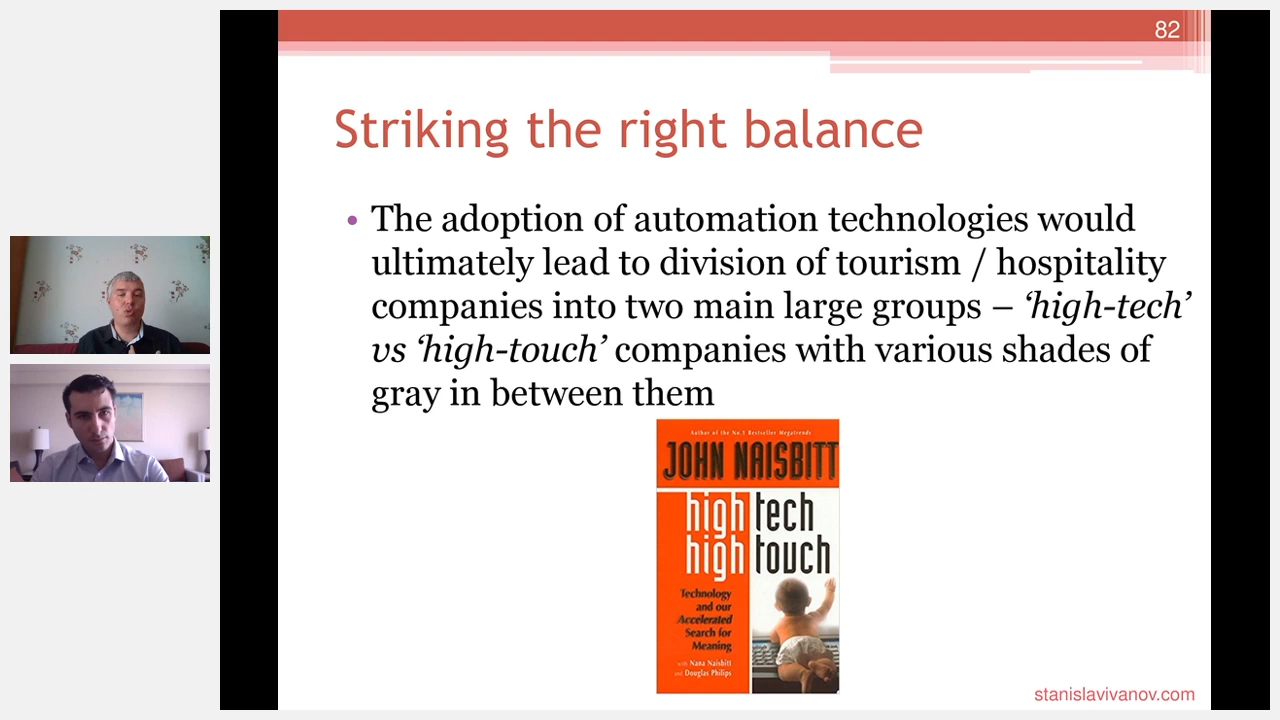 82
Striking the right balance
• The adoption of automation technologies would
ultimately lead to division of tourism / hospitality
companies into two main large groups – ‘high-tech’
vs ‘high-touch’ companies with various shades of
gray in between them
Author of the No.1 Bestseller Megatrends
JOHN NAISBITT
high tech
high touch
Technology
and our
Accelerated
Search for
Meaning
with Nana Naisbitt
and Douglas Philips
stanislavivanov.com